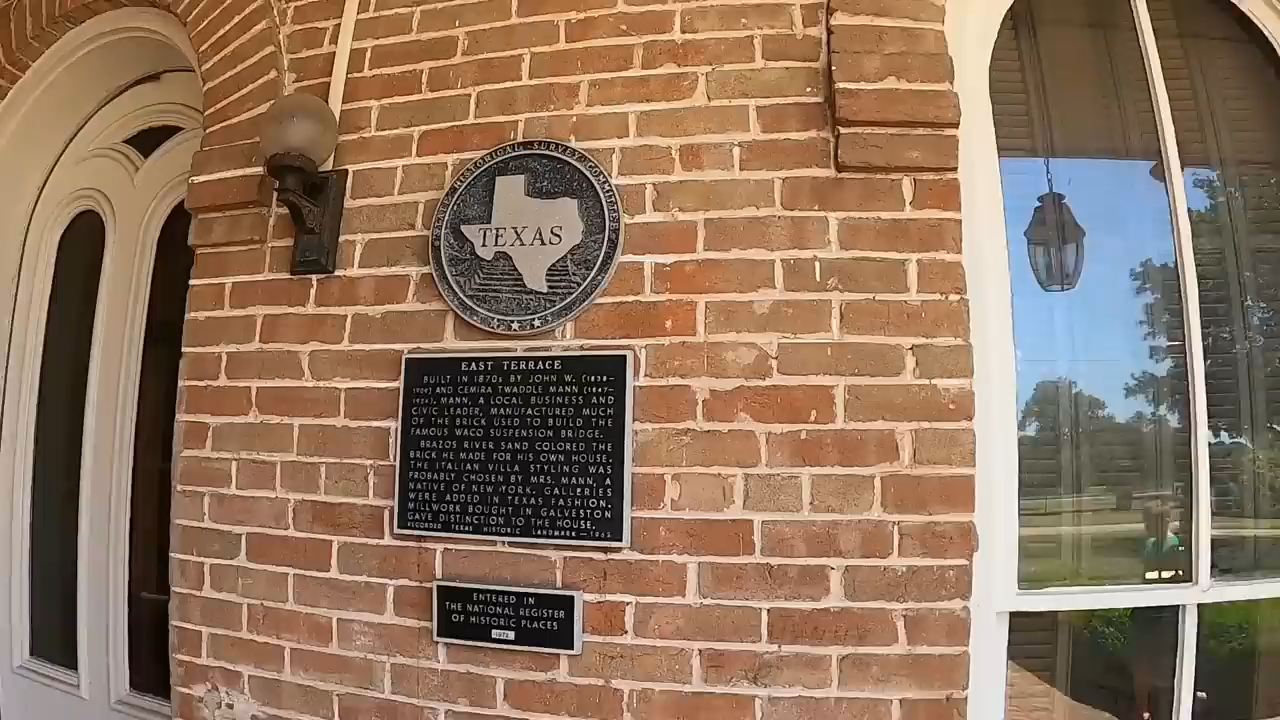 STATE HISTORICAL SURVEY COMMITTEE
TEXAS
EAST TERRACE
BUILT IN 1870s BY JOHN W. (1838-
) AND CEMIRA TWADDLE MANN (
). MANN, A LOCAL BUSINESS AND
CIVIC LEADER, MANUFACTURED MUCH
OF THE BRICK USED TO BUILD THE
FAMOUS WACO SUSPENSION BRIDGE.
BRAZOS RIVER SAND COLORED THE
BRICK HE MADE FOR HIS OWN HOUSE.
THE ITALIAN VILLA STYLING WAS
PROBABLY CHOSEN BY MRS. MANN, A
NATIVE OF NEW YORK. GALLERIES
WERE ADDED IN TEXAS FASHION.
MILLWORK BOUGHT IN GALVESTON
GAVE DISTINCTION TO THE HOUSE.
RECORDED TEXAS HISTORIC LANDMARK-
ENTERED IN
THE NATIONAL REGISTER
OF HISTORIC PLACES